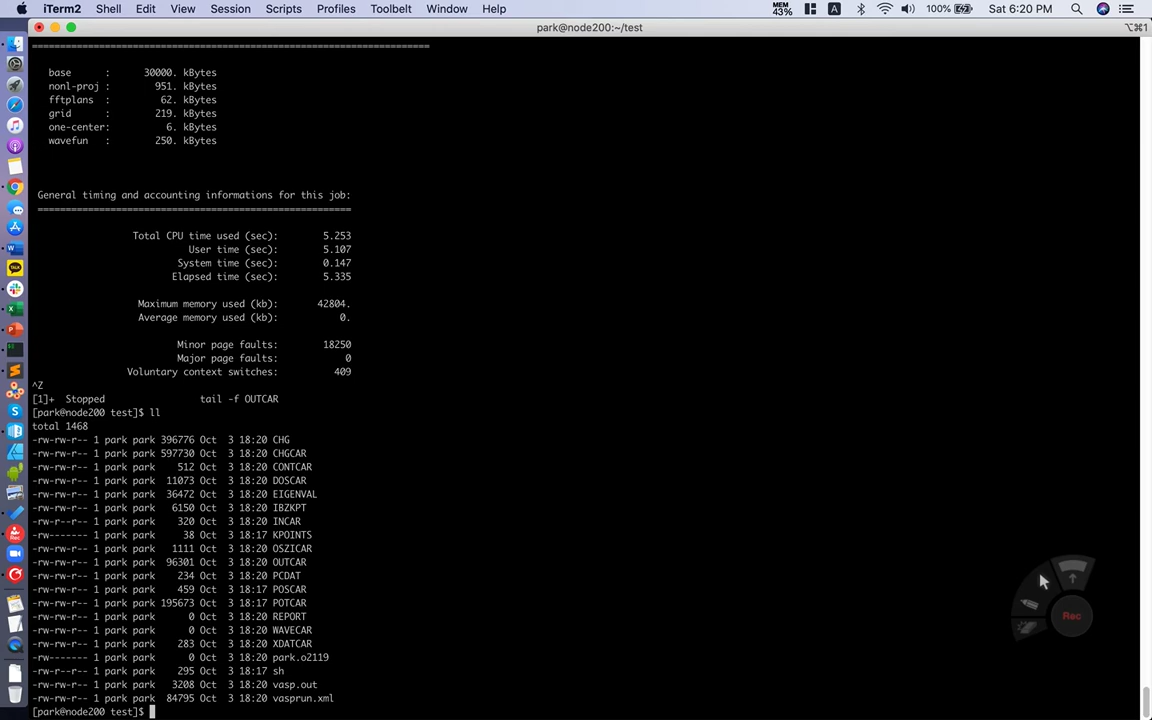 iTerm2 Shell Edit View Session Scripts Profiles Toolbelt Window Help MEM 43% A 100% Sat 6:20 PM
park@node200:~/test ⌥⌘1
=======================================================================
base : 30000. kBytes
nonl-proj : 951. kBytes
fftplans : 62. kBytes
grid : 219. kBytes
one-center: 6. kBytes
wavefun : 250. kBytes
General timing and accounting informations for this job:
========================================================
Total CPU time used (sec): 5.253
User time (sec): 5.107
System time (sec): 0.147
Elapsed time (sec): 5.335
Maximum memory used (kb): 42804.
Average memory used (kb): 0.
Minor page faults: 18250
Major page faults: 0
Voluntary context switches: 409
^Z
[1]+ Stopped tail -f OUTCAR
[park@node200 test]$ ll
total 1468
-rw-rw-r-- 1 park park 396776 Oct 3 18:20 CHG
-rw-rw-r-- 1 park park 597730 Oct 3 18:20 CHGCAR
-rw-rw-r-- 1 park park 512 Oct 3 18:20 CONTCAR
-rw-rw-r-- 1 park park 11073 Oct 3 18:20 DOSCAR
-rw-rw-r-- 1 park park 36472 Oct 3 18:20 EIGENVAL
-rw-rw-r-- 1 park park 6150 Oct 3 18:20 IBZKPT
-rw-r--r-- 1 park park 320 Oct 3 18:20 INCAR
-rw------- 1 park park 38 Oct 3 18:17 KPOINTS
-rw-rw-r-- 1 park park 1111 Oct 3 18:20 OSZICAR
-rw-rw-r-- 1 park park 96301 Oct 3 18:20 OUTCAR
-rw-rw-r-- 1 park park 234 Oct 3 18:20 PCDAT
-rw-rw-r-- 1 park park 459 Oct 3 18:17 POSCAR
-rw-rw-r-- 1 park park 195673 Oct 3 18:17 POTCAR
-rw-rw-r-- 1 park park 0 Oct 3 18:20 REPORT
-rw-rw-r-- 1 park park 0 Oct 3 18:20 WAVECAR
-rw-rw-r-- 1 park park 283 Oct 3 18:20 XDATCAR
-rw------- 1 park park 0 Oct 3 18:20 park.o2119
-rw-rw-r-- 1 park park 295 Oct 3 18:17 sh
-rw-rw-r-- 1 park park 3208 Oct 3 18:20 vasp.out
-rw-rw-r-- 1 park park 84795 Oct 3 18:20 vasprun.xml
[park@node200 test]$
Rec